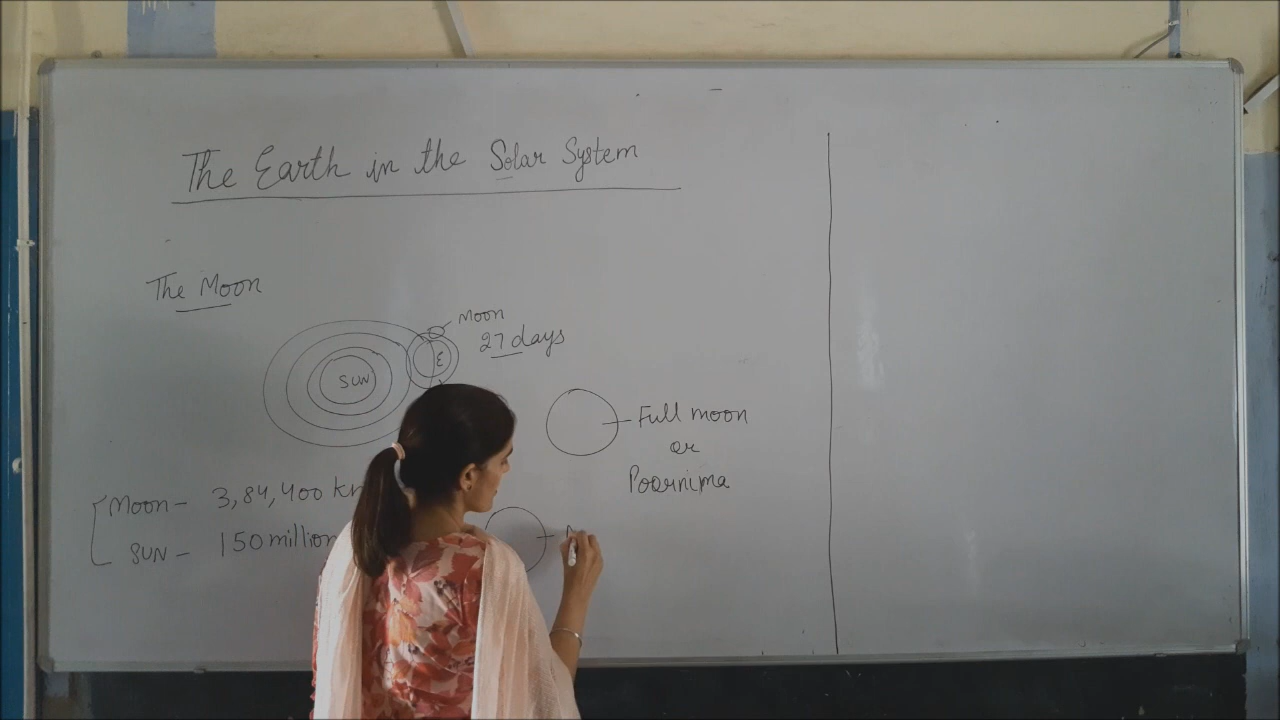 The Earth in the Solar System
The Moon
Moon
27 days
SUN
E
Full moon
or
Poornima
Moon - 3,84,400 km
SUN - 150 million